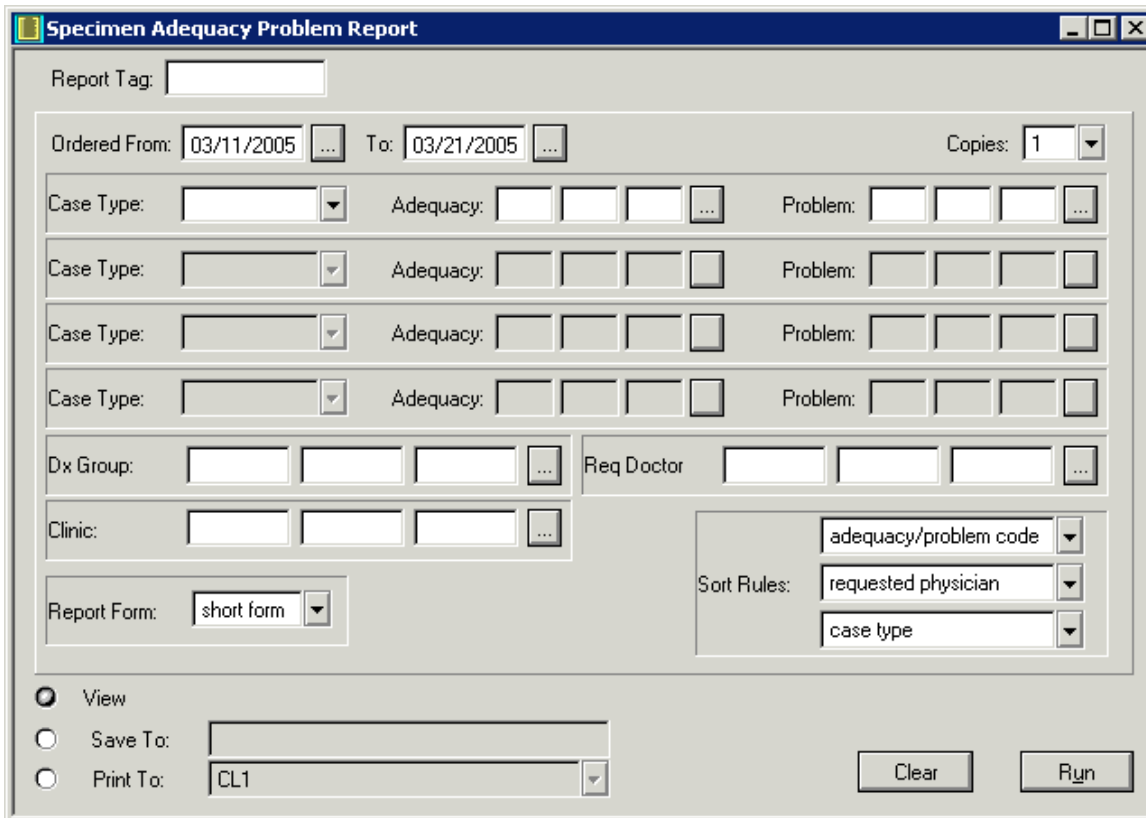 Specimen Adequacy Problem Report
Report Tag:
Ordered From: 03/11/2005 ... To: 03/21/2005 ... Copies: 1
Case Type: Adequacy: ... Problem: ...
Case Type: Adequacy: Problem:
Case Type: Adequacy: Problem:
Case Type: Adequacy: Problem:
Dx Group: ... Req Doctor ...
Clinic: ...
adequacy/problem code
Sort Rules: requested physician
case type
Report Form: short form
View
Save To:
Print To: CL1
Clear Run